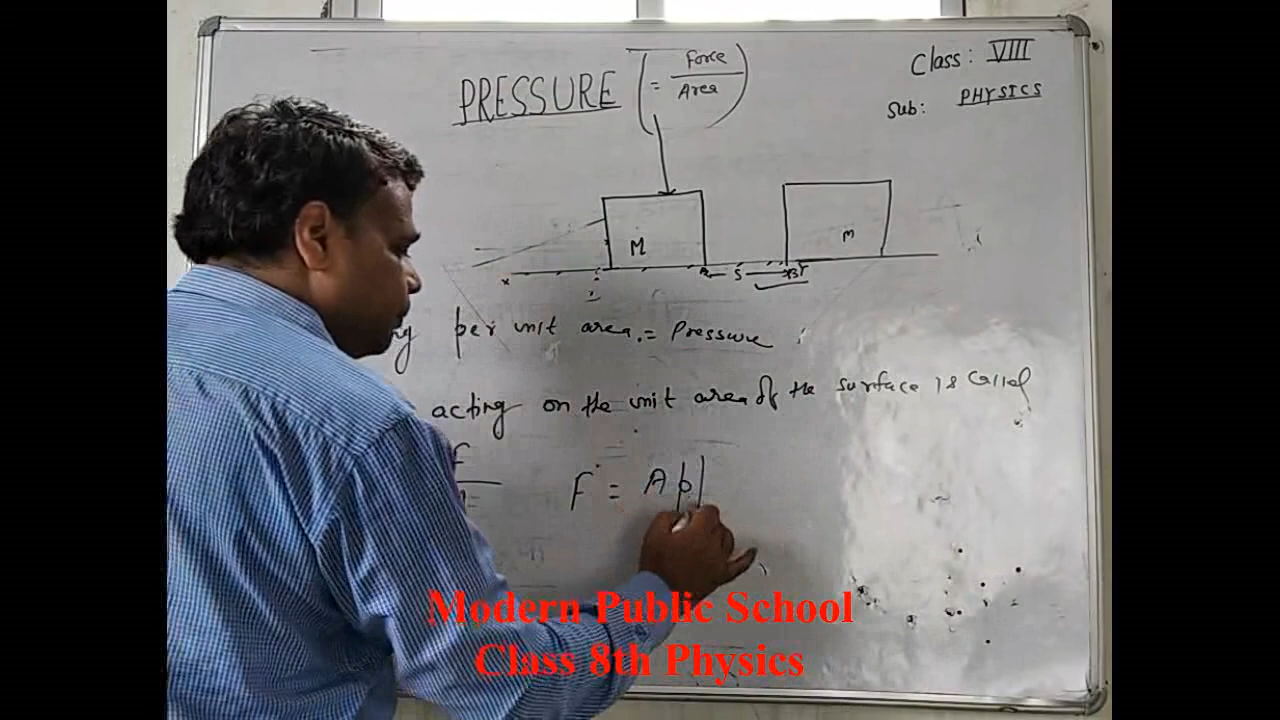 PRESSURE (= Force / Area)
Class: VIII
Sub: PHYSICS
M
M
S
per unit area. = Pressure
acting on the unit area of the surface is called
F
F = A p
Modern Public School
Class 8th Physics